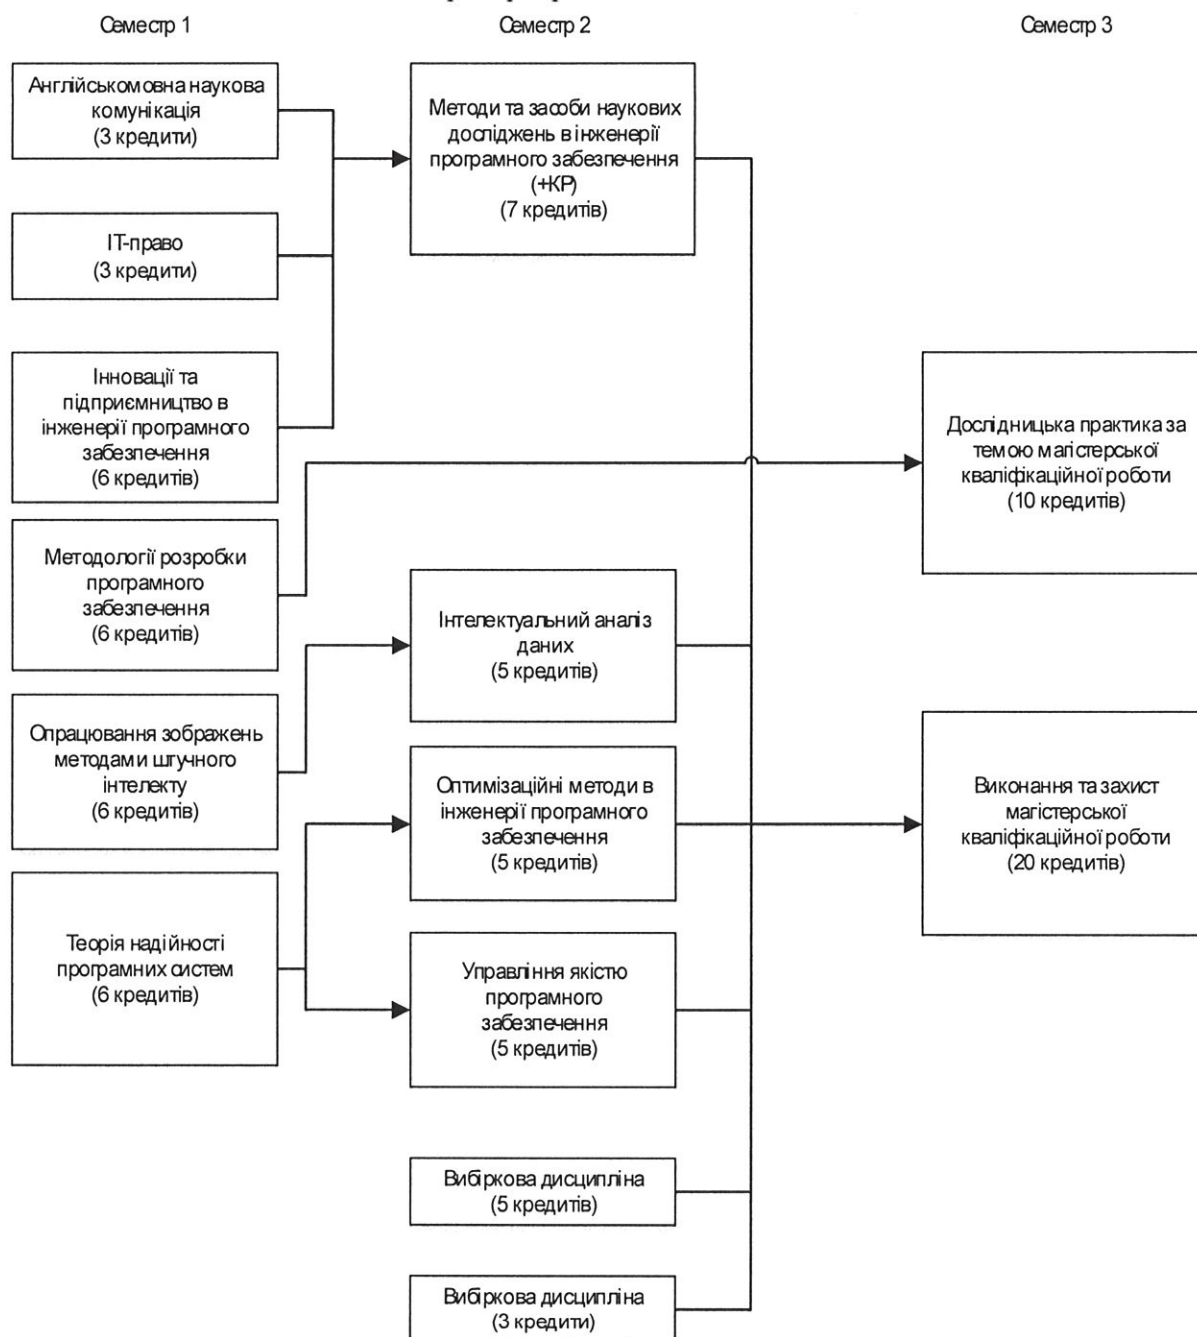 Семестр 1
Семестр 2
Семестр 3
Англійськомовна наукова
комунікація
(3 кредити)
ІТ-право
(3 кредити)
Інновації та
підприємництво в
інженерії програмного
забезпечення
(6 кредитів)
Методології розробки
програмного
забезпечення
(6 кредитів)
Опрацювання зображень
методами штучного
інтелекту
(6 кредитів)
Теорія надійності
програмних систем
(6 кредитів)
Методи та засоби наукових
досліджень в інженерії
програмного забезпечення
(+КР)
(7 кредитів)
Інтелектуальний аналіз
даних
(5 кредитів)
Оптимізаційні методи в
інженерії програмного
забезпечення
(5 кредитів)
Управління якістю
програмного
забезпечення
(5 кредитів)
Вибіркова дисципліна
(5 кредитів)
Вибіркова дисципліна
(3 кредити)
Дослідницька практика за
темою магістерської
кваліфікаційної роботи
(10 кредитів)
Виконання та захист
магістерської
кваліфікаційної роботи
(20 кредитів)